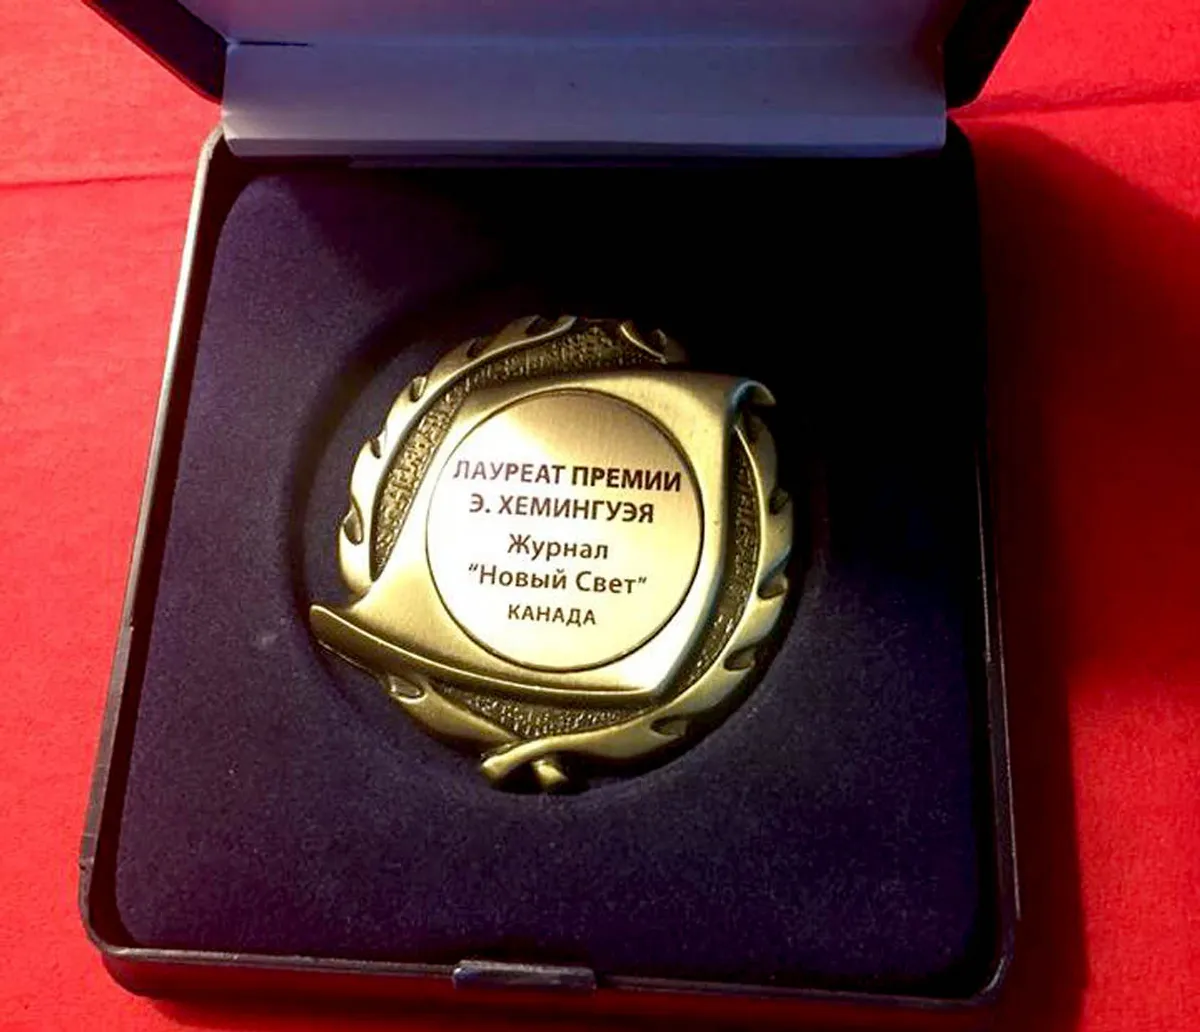 ЛАУРЕАТ ПРЕМИИ
Э. ХЕМИНГУЭЯ
Журнал
"Новый Свет"
КАНАДА